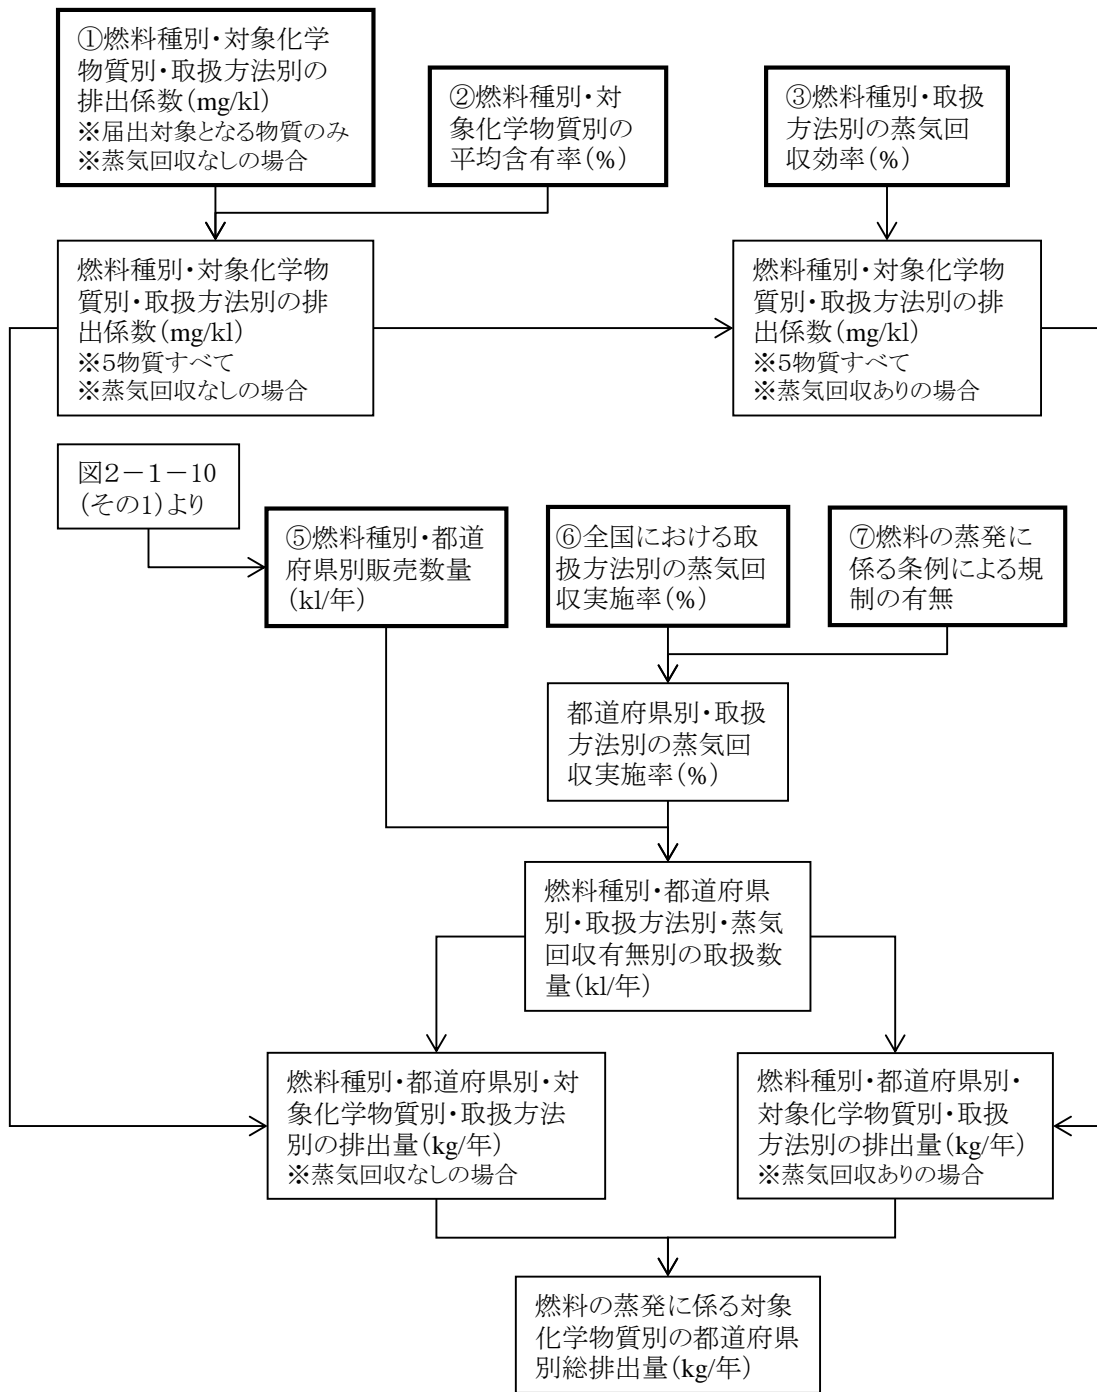 ①燃料種別・対象化学
物質別・取扱方法別の
排出係数(mg/kl)
※届出対象となる物質のみ
※蒸気回収なしの場合
②燃料種別・対
象化学物質別の
平均含有率(%)
③燃料種別・取扱
方法別の蒸気回
収効率(%)
燃料種別・対象化学物
質別・取扱方法別の排
出係数(mg/kl)
※5物質すべて
※蒸気回収なしの場合
燃料種別・対象化学物
質別・取扱方法別の排
出係数(mg/kl)
※5物質すべて
※蒸気回収ありの場合
図2-1-10
(その1)より
⑤燃料種別・都道
府県別販売数量
(kl/年)
⑥全国における取
扱方法別の蒸気回
収実施率(%)
⑦燃料の蒸発に
係る条例による規
制の有無
都道府県別・取扱
方法別の蒸気回
収実施率(%)
燃料種別・都道府県
別・取扱方法別・蒸気
回収有無別の取扱数
量(kl/年)
燃料種別・都道府県別・対
象化学物質別・取扱方法
別の排出量(kg/年)
※蒸気回収なしの場合
燃料種別・都道府県別・
対象化学物質別・取扱
方法別の排出量(kg/年)
※蒸気回収ありの場合
燃料の蒸発に係る対象
化学物質別の都道府県
別総排出量(kg/年)